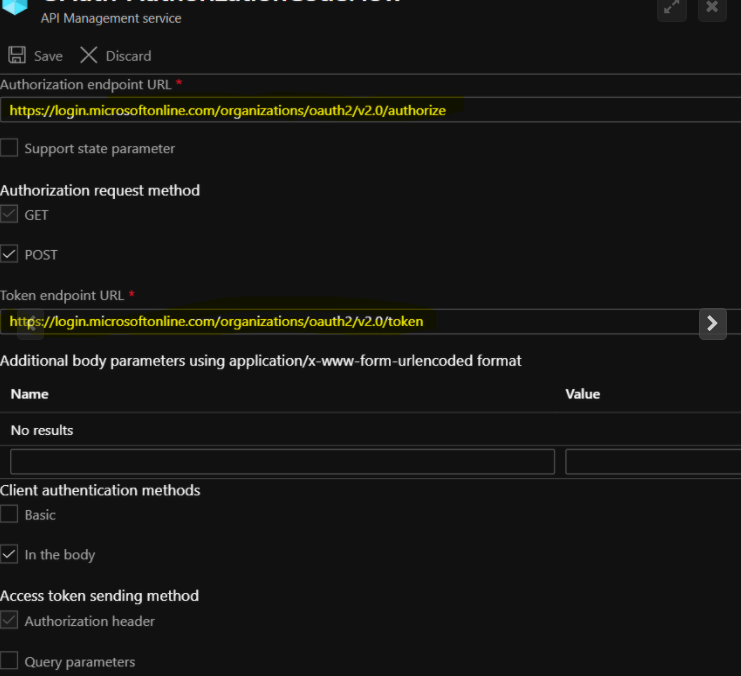 API Management service
Save Discard
Authorization endpoint URL *
https://login.microsoftonline.com/organizations/oauth2/v2.0/authorize
Support state parameter
Authorization request method
GET
POST
Token endpoint URL *
https://login.microsoftonline.com/organizations/oauth2/v2.0/token
Additional body parameters using application/x-www-form-urlencoded format
Name Value
No results
Client authentication methods
Basic
In the body
Access token sending method
Authorization header
Query parameters